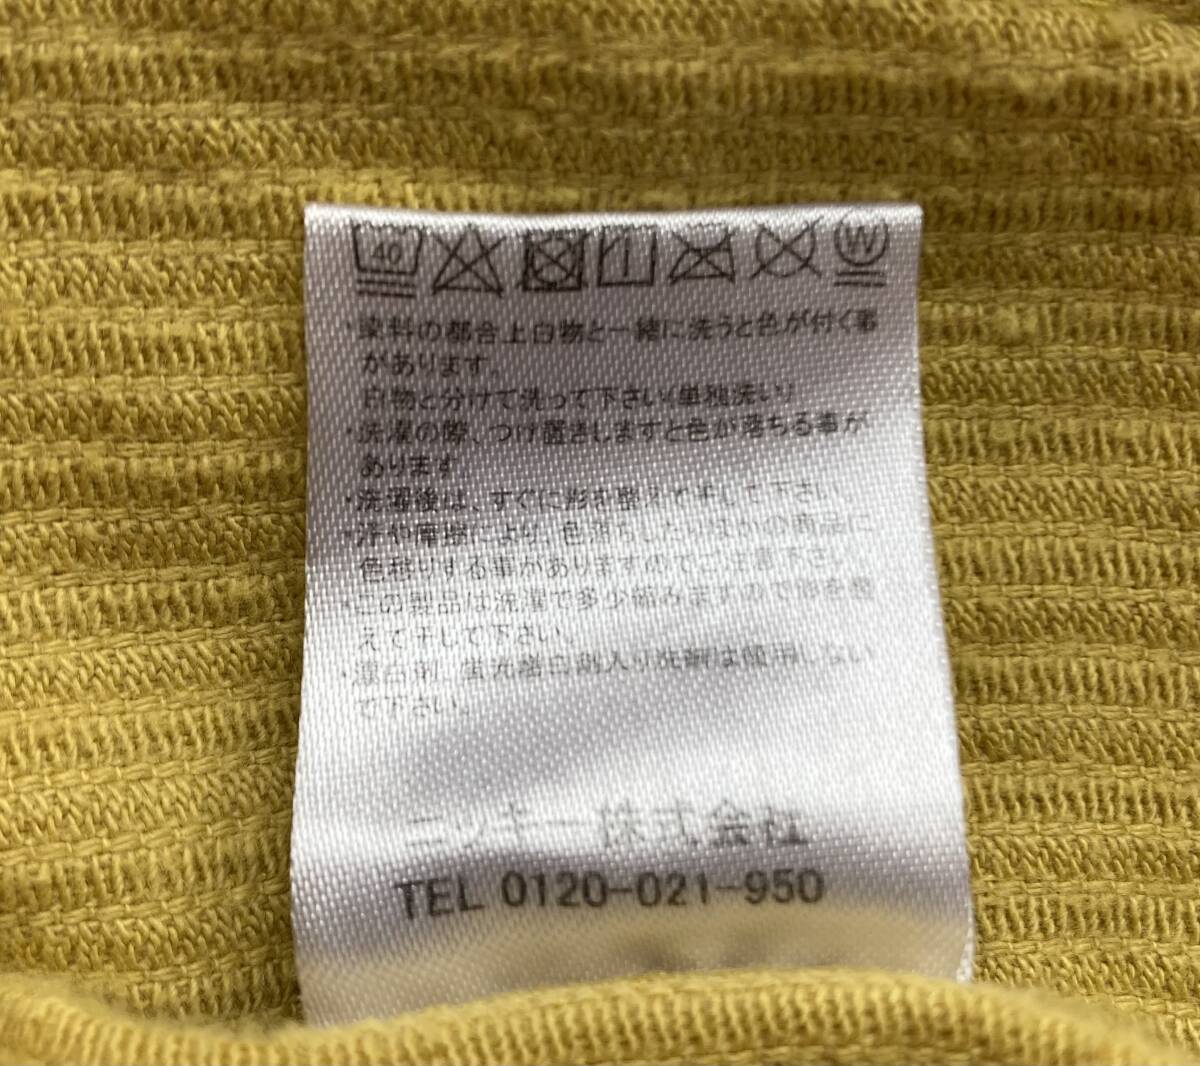 40 W
・染料の都合上白物と一緒に洗うと色が付く事
があります。
白物と分けて洗って下さい(単独洗い)
・洗濯の際、つけ置きしますと色が落ちる事が
あります
・洗濯後は、すぐに形を整えて干して下さい。
・汗や摩擦により、色落ちしたりほかの商品に
色移りする事がありますのでご注意下さい。
・この製品は洗濯で多少縮みますので形を整
えて干して下さい。
・漂白剤、蛍光増白剤入り洗剤は使用しない
で下さい。
ニッキー株式会社
TEL 0120-021-950